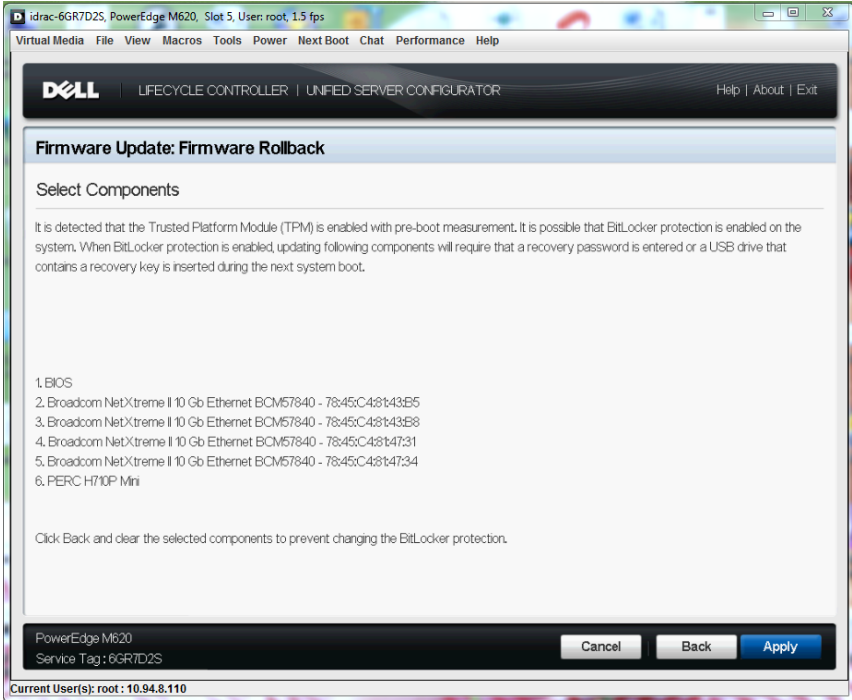 idrac-6GR7D2S, PowerEdge M620, Slot 5, User: root, 1.5 fps
Virtual Media File View Macros Tools Power Next Boot Chat Performance Help
DELL LIFECYCLE CONTROLLER | UNIFIED SERVER CONFIGURATOR Help | About | Exit
Firmware Update: Firmware Rollback
Select Components
It is detected that the Trusted Platform Module (TPM) is enabled with pre-boot measurement. It is possible that BitLocker protection is enabled on the
system. When BitLocker protection is enabled, updating following components will require that a recovery password is entered or a USB drive that
contains a recovery key is inserted during the next system boot.
1. BIOS
2. Broadcom NetXtreme II 10 Gb Ethernet BCM57840 - 78:45:C4:81:43:B5
3. Broadcom NetXtreme II 10 Gb Ethernet BCM57840 - 78:45:C4:81:43:B8
4. Broadcom NetXtreme II 10 Gb Ethernet BCM57840 - 78:45:C4:81:47:31
5. Broadcom NetXtreme II 10 Gb Ethernet BCM57840 - 78:45:C4:81:47:34
6. PERC H710P Mini
Click Back and clear the selected components to prevent changing the BitLocker protection.
PowerEdge M620
Service Tag : 6GR7D2S
Cancel Back Apply
Current User(s): root : 10.94.8.110